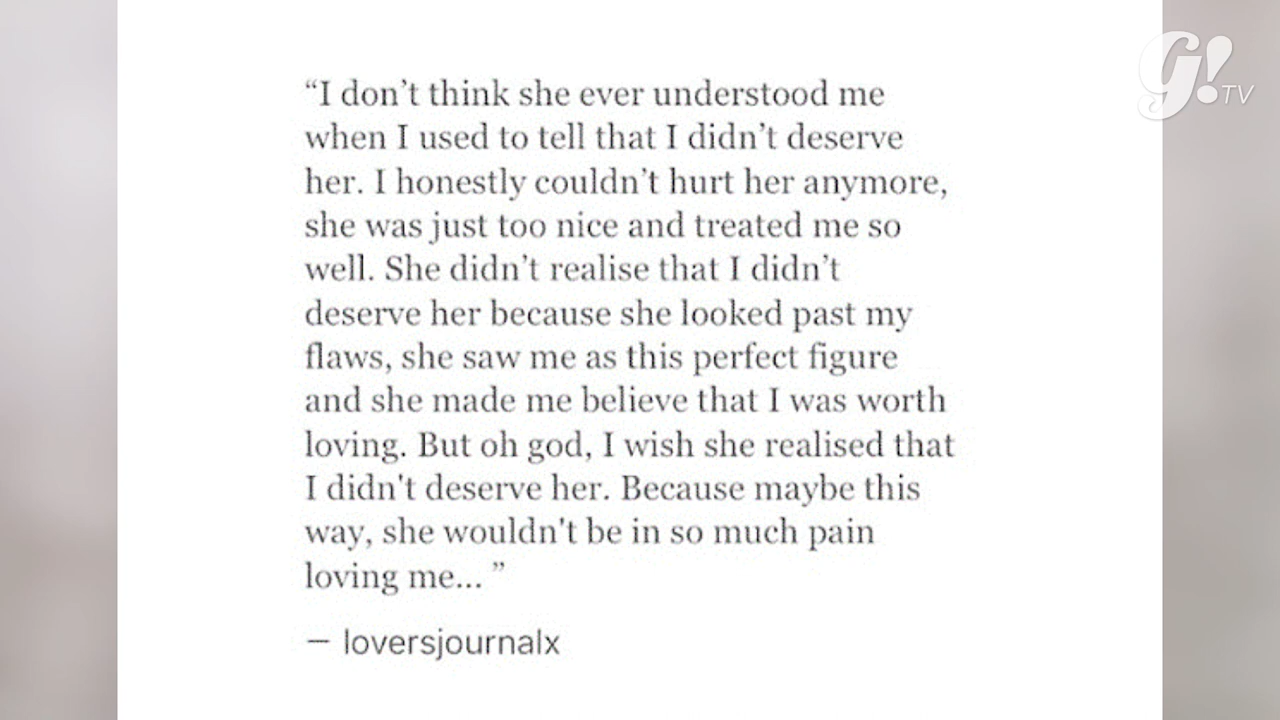 G!TV
“I don’t think she ever understood me
when I used to tell that I didn’t deserve
her. I honestly couldn’t hurt her anymore,
she was just too nice and treated me so
well. She didn’t realise that I didn’t
deserve her because she looked past my
flaws, she saw me as this perfect figure
and she made me believe that I was worth
loving. But oh god, I wish she realised that
I didn't deserve her. Because maybe this
way, she wouldn't be in so much pain
loving me... ”
— loversjournalx